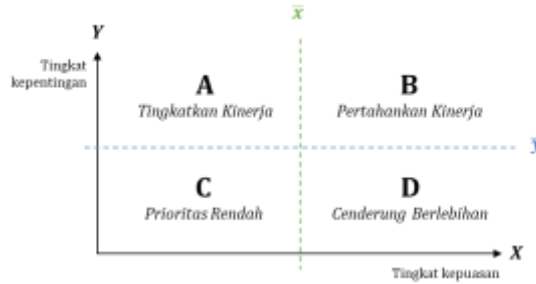 x̅
Y
Tingkat
kepentingan
A
Tingkatkan Kinerja
B
Pertahankan Kinerja
C
Prioritas Rendah
D
Cenderung Berlebihan
X
Tingkat kepuasan